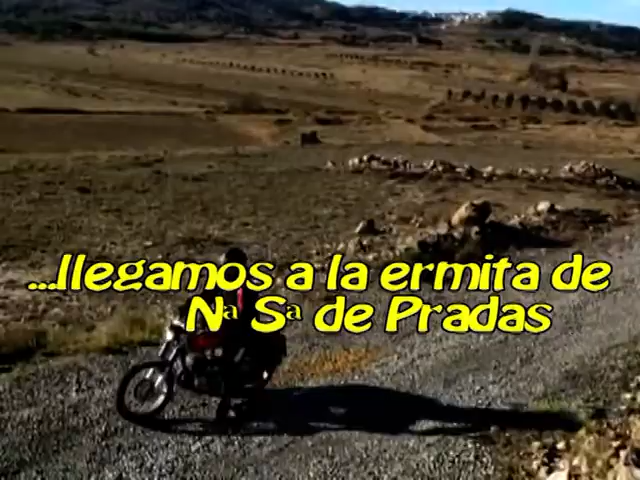 ...llegamos a la ermita de
Nª Sª de Pradas